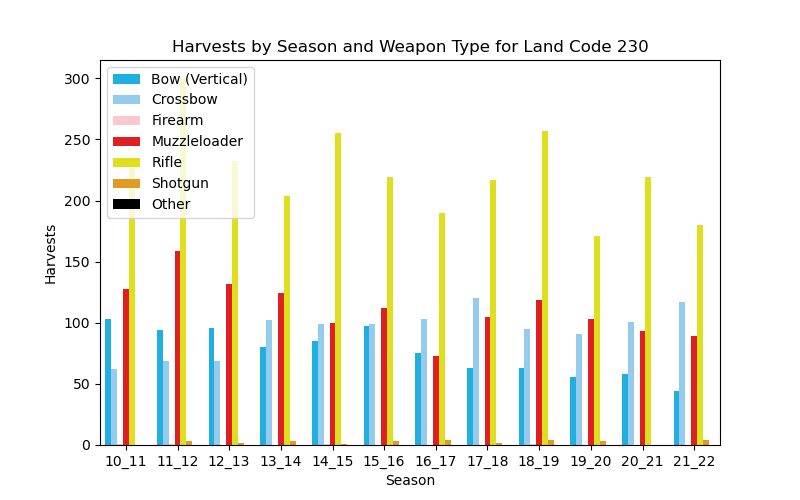 Harvests by Season and Weapon Type for Land Code 230
Harvests
300
250
200
150
100
50
0
Bow (Vertical)
Crossbow
Firearm
Muzzleloader
Rifle
Shotgun
Other
10_11 11_12 12_13 13_14 14_15 15_16 16_17 17_18 18_19 19_20 20_21 21_22
Season